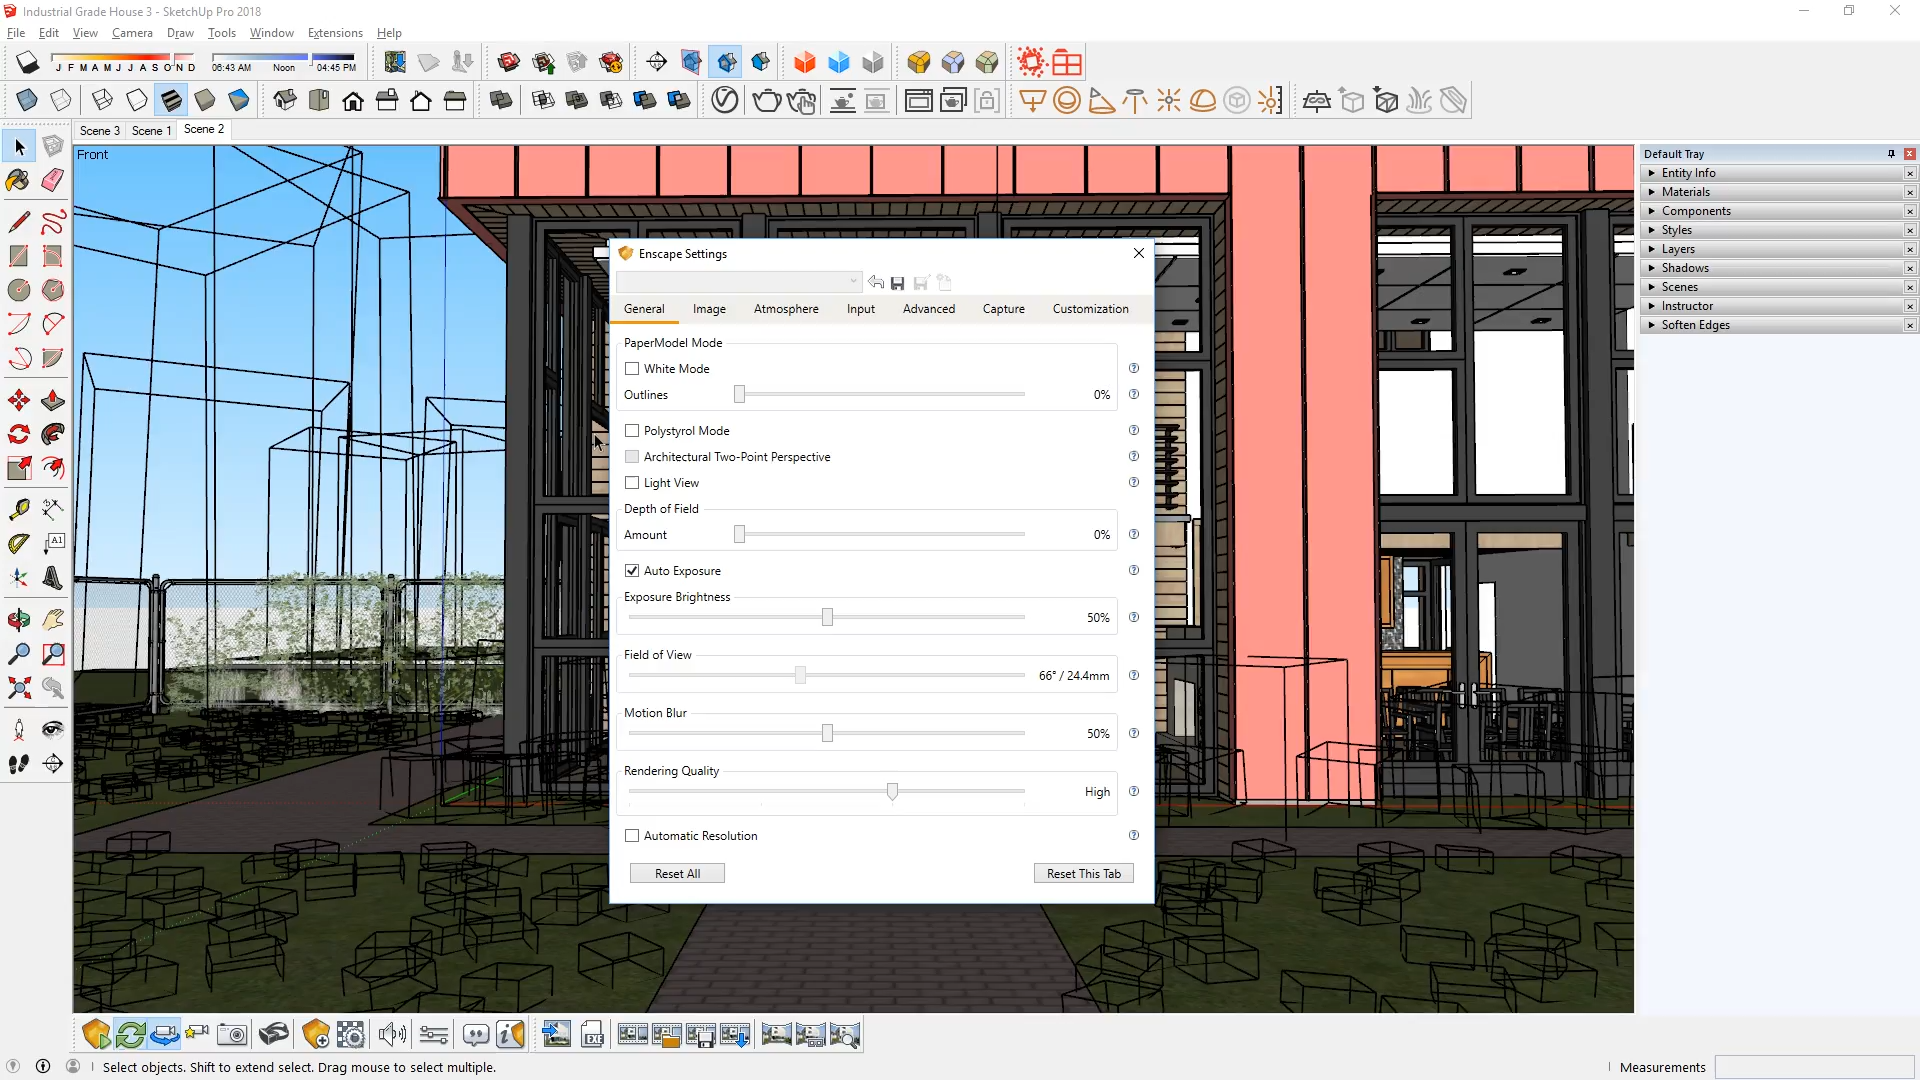 Industrial Grade House 3 - SketchUp Pro 2018
File Edit View Camera Draw Tools Window Extensions Help
J F M A M J J A S O N D
06:43 AM Noon 04:45 PM
Scene 3 Scene 1 Scene 2
Front
A1
Enscape Settings
General Image Atmosphere Input Advanced Capture Customization
PaperModel Mode
White Mode
Outlines 0%
Polystyrol Mode
Architectural Two-Point Perspective
Light View
Depth of Field
Amount 0%
Auto Exposure
Exposure Brightness
50%
Field of View
66° / 24.4mm
Motion Blur
50%
Rendering Quality
High
Automatic Resolution
Reset All Reset This Tab
Default Tray
Entity Info
Materials
Components
Styles
Layers
Shadows
Scenes
Instructor
Soften Edges
EXE
Select objects. Shift to extend select. Drag mouse to select multiple.
Measurements